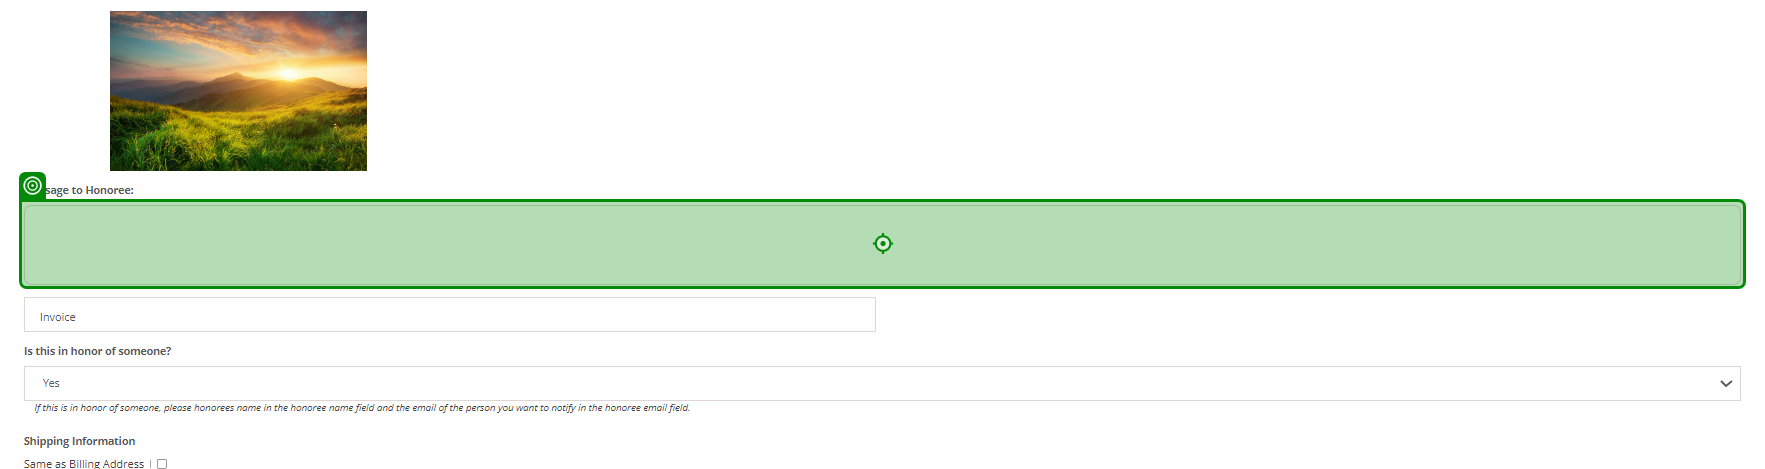 sage to Honoree:
Invoice
Is this in honor of someone?
Yes
If this is in honor of someone, please honorees name in the honoree name field and the email of the person you want to notify in the honoree email field.
Shipping Information
Same as Billing Address |